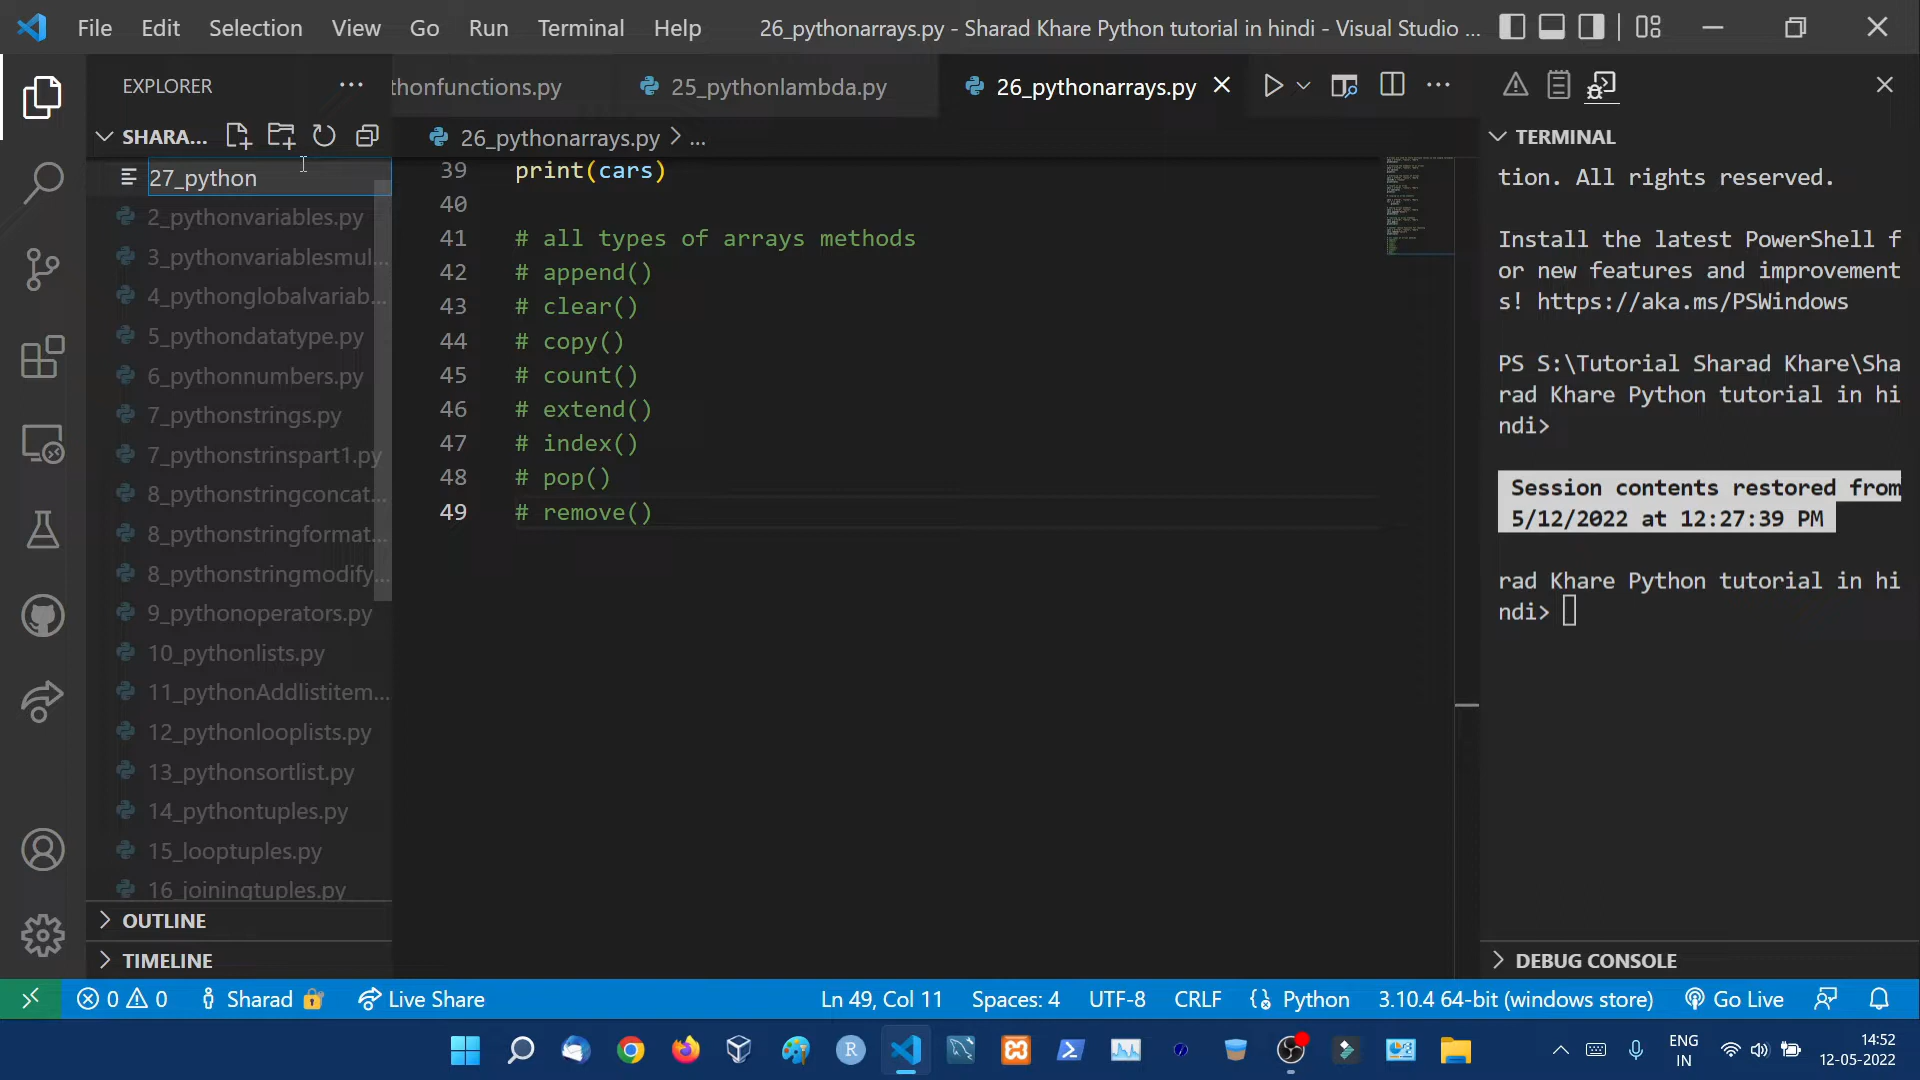 File Edit Selection View Go Run Terminal Help 26_pythonarrays.py - Sharad Khare Python tutorial in hindi - Visual Studio ...
EXPLORER
SHARA...
27_python
2_pythonvariables.py
3_pythonvariablesmul...
4_pythonglobalvariab...
5_pythondatatype.py
6_pythonnumbers.py
7_pythonstrings.py
7_pythonstrinspart1.py
8_pythonstringconcat...
8_pythonstringformat...
8_pythonstringmodify...
9_pythonoperators.py
10_pythonlists.py
11_pythonAddlistitem...
12_pythonlooplists.py
13_pythonsortlist.py
14_pythontuples.py
15_looptuples.py
16_joiningtuples.py
OUTLINE
TIMELINE
thonfunctions.py 25_pythonlambda.py 26_pythonarrays.py
26_pythonarrays.py > ...
39 print(cars)
40
41 # all types of arrays methods
42 # append()
43 # clear()
44 # copy()
45 # count()
46 # extend()
47 # index()
48 # pop()
49 # remove()
TERMINAL
tion. All rights reserved.
Install the latest PowerShell f
or new features and improvement
s! https://aka.ms/PSWindows
PS S:\Tutorial Sharad Khare\Sha
rad Khare Python tutorial in hi
ndi>
Session contents restored from
5/12/2022 at 12:27:39 PM
rad Khare Python tutorial in hi
ndi>
DEBUG CONSOLE
0 0 Sharad Live Share Ln 49, Col 11 Spaces: 4 UTF-8 CRLF Python 3.10.4 64-bit (windows store) Go Live
R
ENG
IN
14:52
12-05-2022